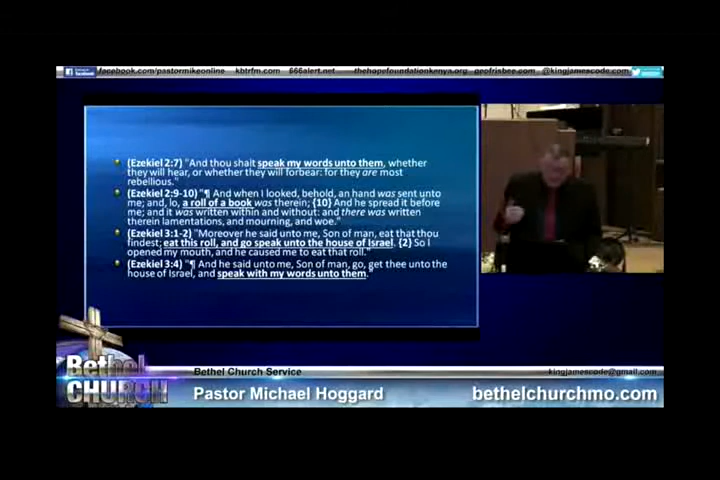 facebook.com/pastormikeonline kbtrfm.com 666alert.net thehopefoundationkenya.org geofrisbee.com @kingjamescode.com
(Ezekiel 2:7) "And thou shalt speak my words unto them, whether
they will hear, or whether they will forbear: for they are most
rebellious."
(Ezekiel 2:9-10) "¶ And when I looked, behold, an hand was sent unto
me; and, lo, a roll of a book was therein; {10} And he spread it before
me; and it was written within and without: and there was written
therein lamentations, and mourning, and woe."
(Ezekiel 3:1-2) "Moreover he said unto me, Son of man, eat that thou
findest; eat this roll, and go speak unto the house of Israel. {2} So I
opened my mouth, and he caused me to eat that roll."
(Ezekiel 3:4) "¶ And he said unto me, Son of man, go, get thee unto the
house of Israel, and speak with my words unto them."
Bethel
CHURCH
Bethel Church Service kingjamescode@gmail.com
Pastor Michael Hoggard bethelchurchmo.com